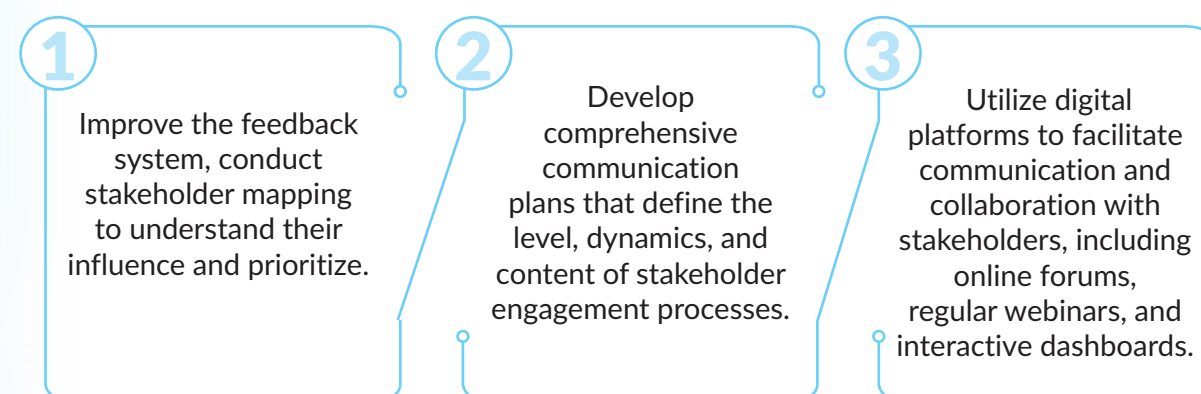 1
Improve the feedback
system, conduct
stakeholder mapping
to understand their
influence and prioritize.
2
Develop
comprehensive
communication
plans that define the
level, dynamics, and
content of stakeholder
engagement processes.
3
Utilize digital
platforms to facilitate
communication and
collaboration with
stakeholders, including
online forums,
regular webinars, and
interactive dashboards.